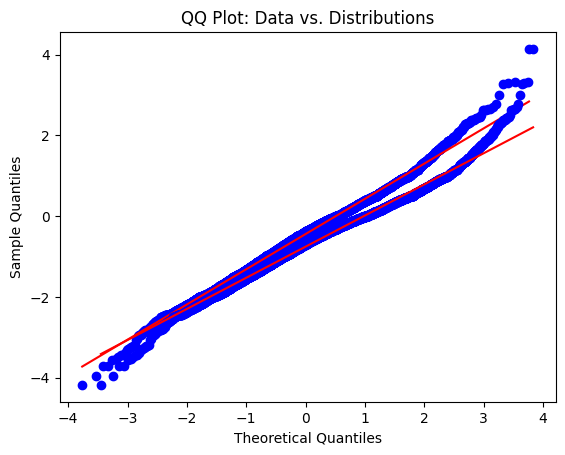 QQ Plot: Data vs. Distributions
4
2
0
−2
−4
Sample Quantiles
−4 −3 −2 −1 0 1 2 3 4
Theoretical Quantiles